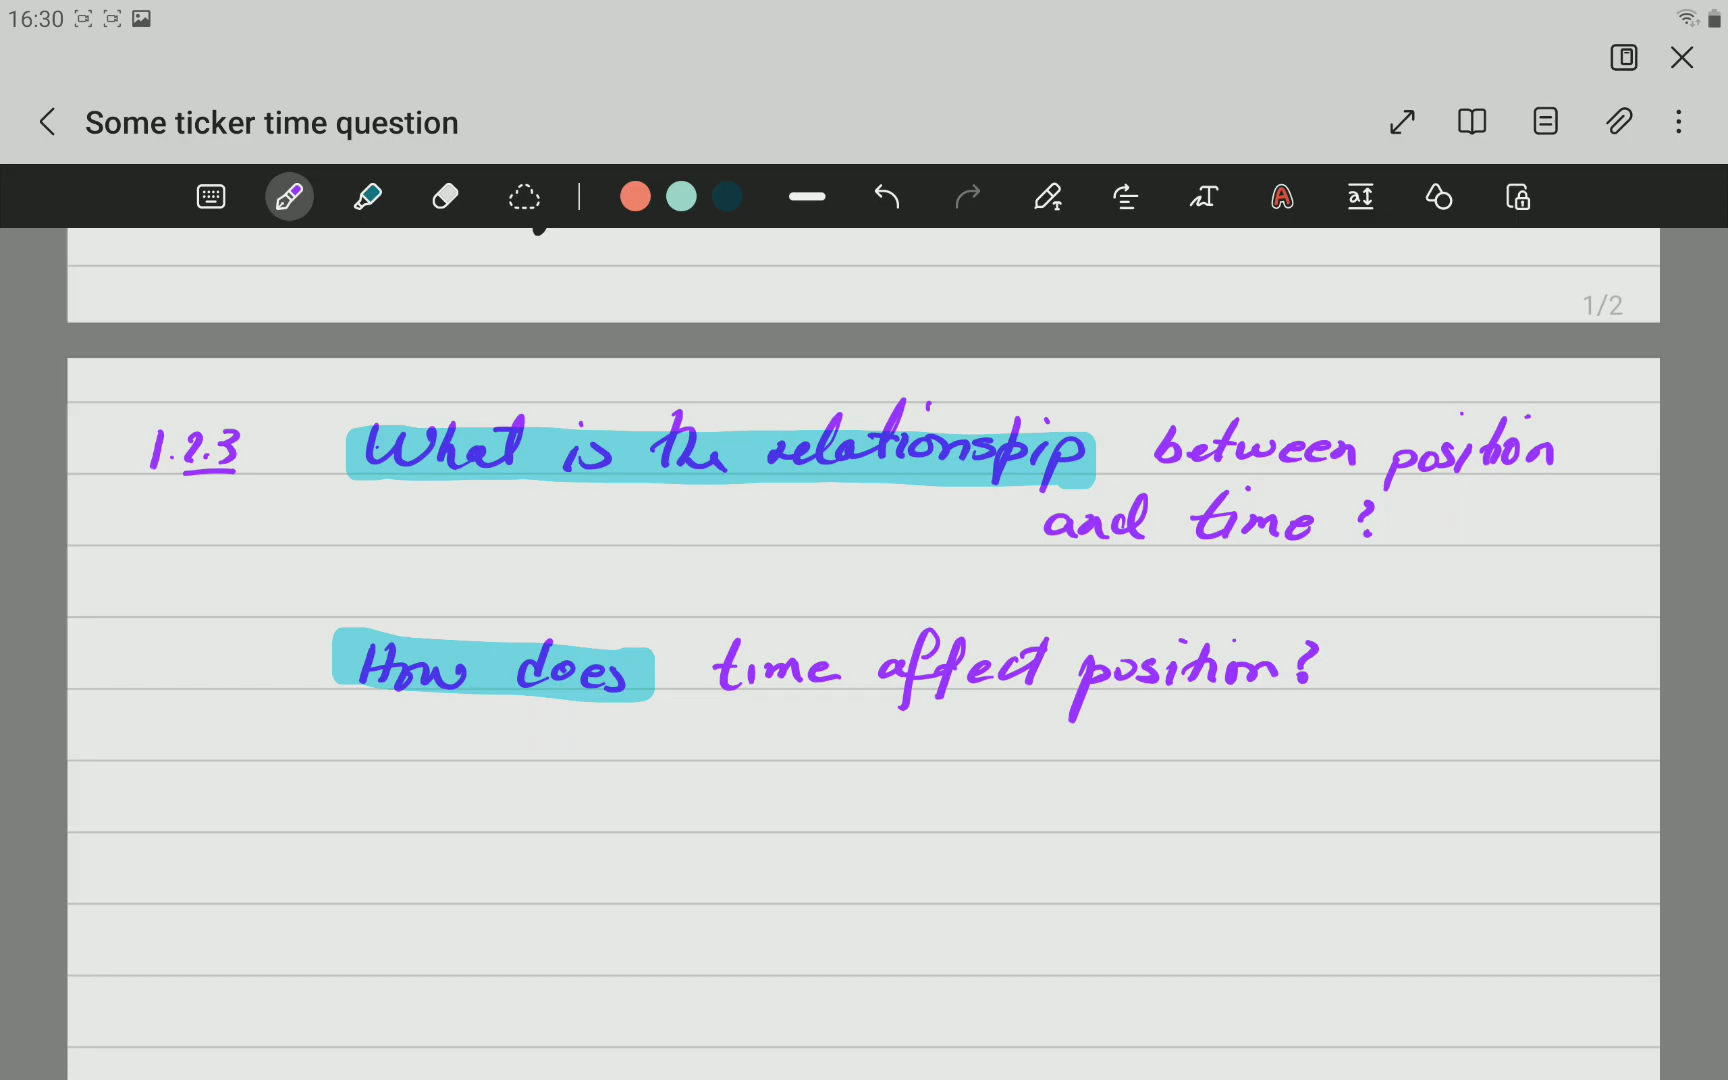 16:30
Some ticker time question
1/2
1.2.3 What is the relationspip between position
and time?
How does time affect position?